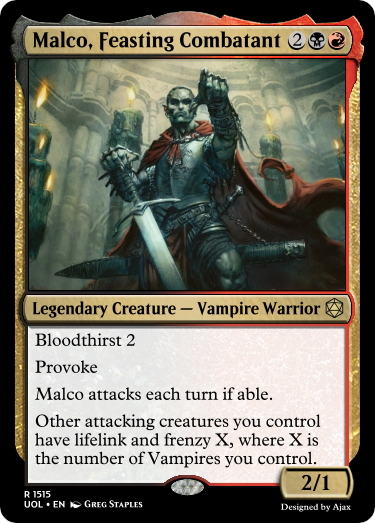 Malco, Feasting Combatant 2
Legendary Creature — Vampire Warrior
Bloodthirst 2
Provoke
Malco attacks each turn if able.
Other attacking creatures you control
have lifelink and frenzy X, where X is
the number of Vampires you control.
2/1
R 1515
UOL • EN Greg Staples
Designed by Ajax